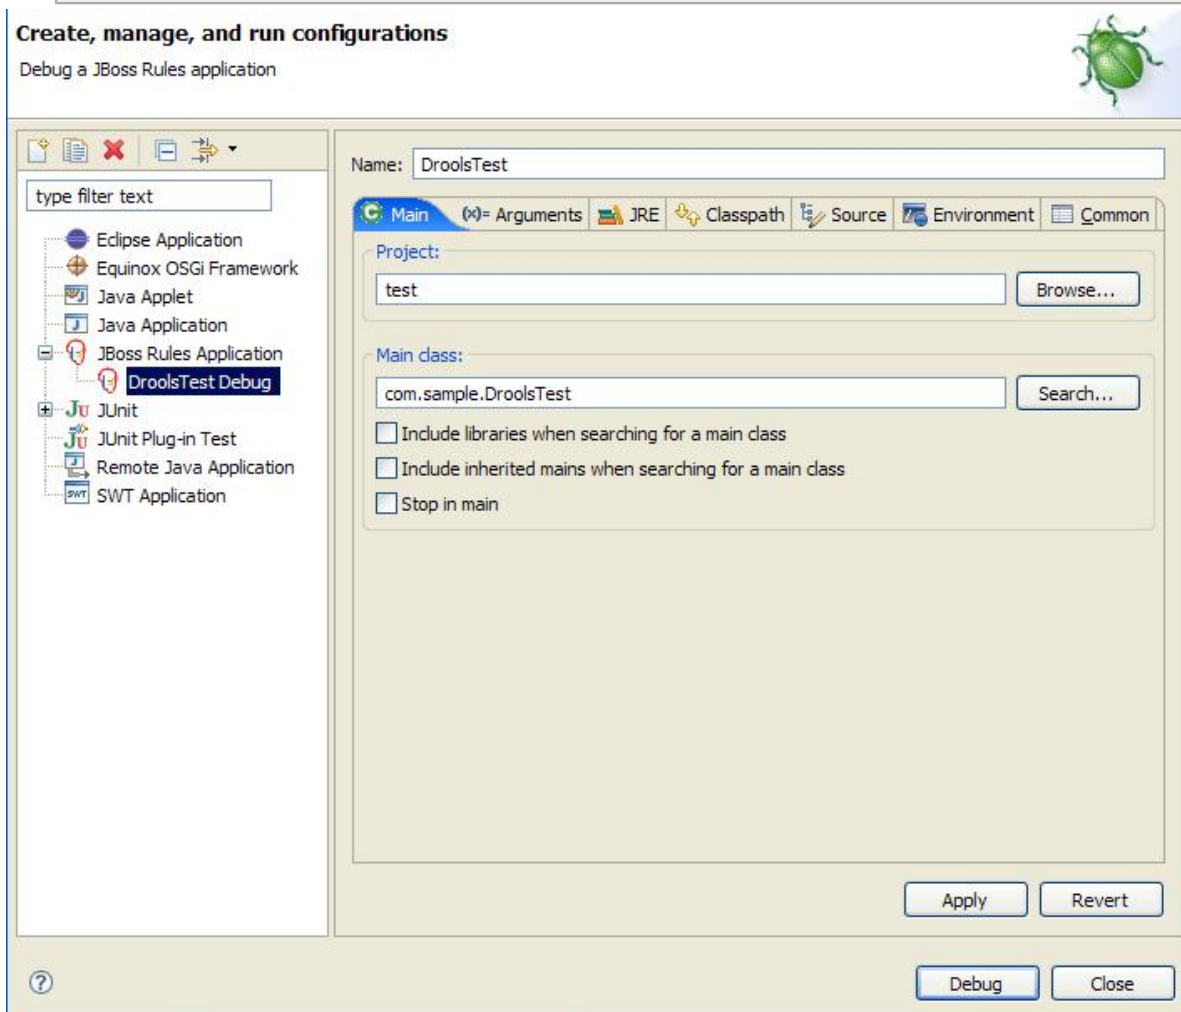 Create, manage, and run configurations
Debug a JBoss Rules application
type filter text
Eclipse Application
Equinox OSGi Framework
Java Applet
Java Application
JBoss Rules Application
DroolsTest Debug
JUnit
JUnit Plug-in Test
Remote Java Application
SWT Application
Name: DroolsTest
Main (x)= Arguments JRE Classpath Source Environment Common
Project:
test Browse...
Main class:
com.sample.DroolsTest Search...
Include libraries when searching for a main class
Include inherited mains when searching for a main class
Stop in main
Apply Revert
Debug Close